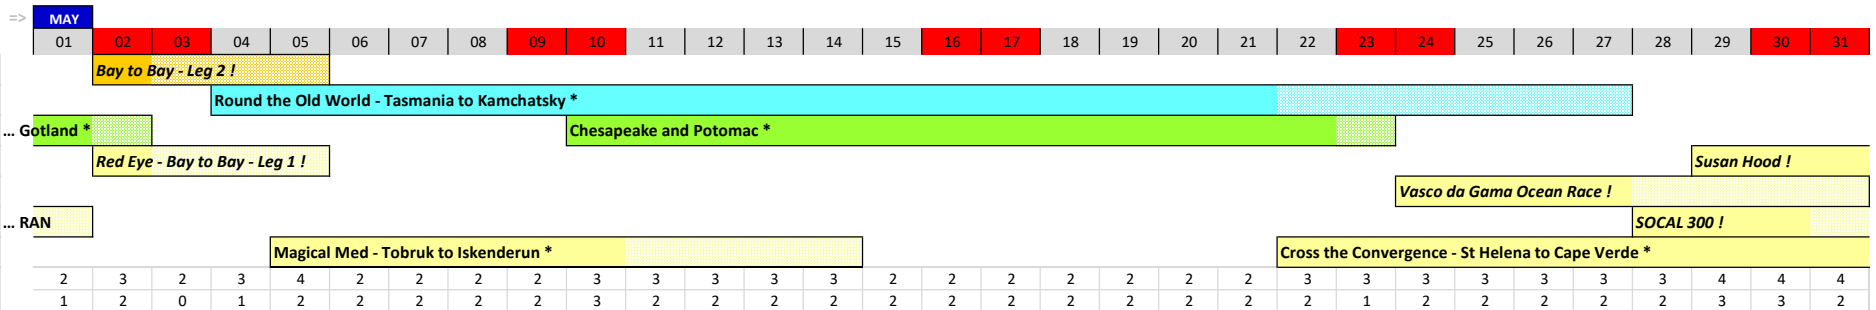 => MAY
01 02 03 04 05 06 07 08 09 10 11 12 13 14 15 16 17 18 19 20 21 22 23 24 25 26 27 28 29 30 31
Bay to Bay - Leg 2 !
Round the Old World - Tasmania to Kamchatsky *
... Gotland * Chesapeake and Potomac *
Red Eye - Bay to Bay - Leg 1 ! Susan Hood !
Vasco da Gama Ocean Race !
... RAN SOCAL 300 !
Magical Med - Tobruk to Iskenderun * Cross the Convergence - St Helena to Cape Verde *
2 3 2 3 4 2 2 2 2 3 3 3 3 3 2 2 2 2 2 2 2 3 3 3 3 3 3 3 4 4 4
1 2 0 1 2 2 2 2 2 3 2 2 2 2 2 2 2 2 2 2 2 2 1 2 2 2 2 2 3 3 2